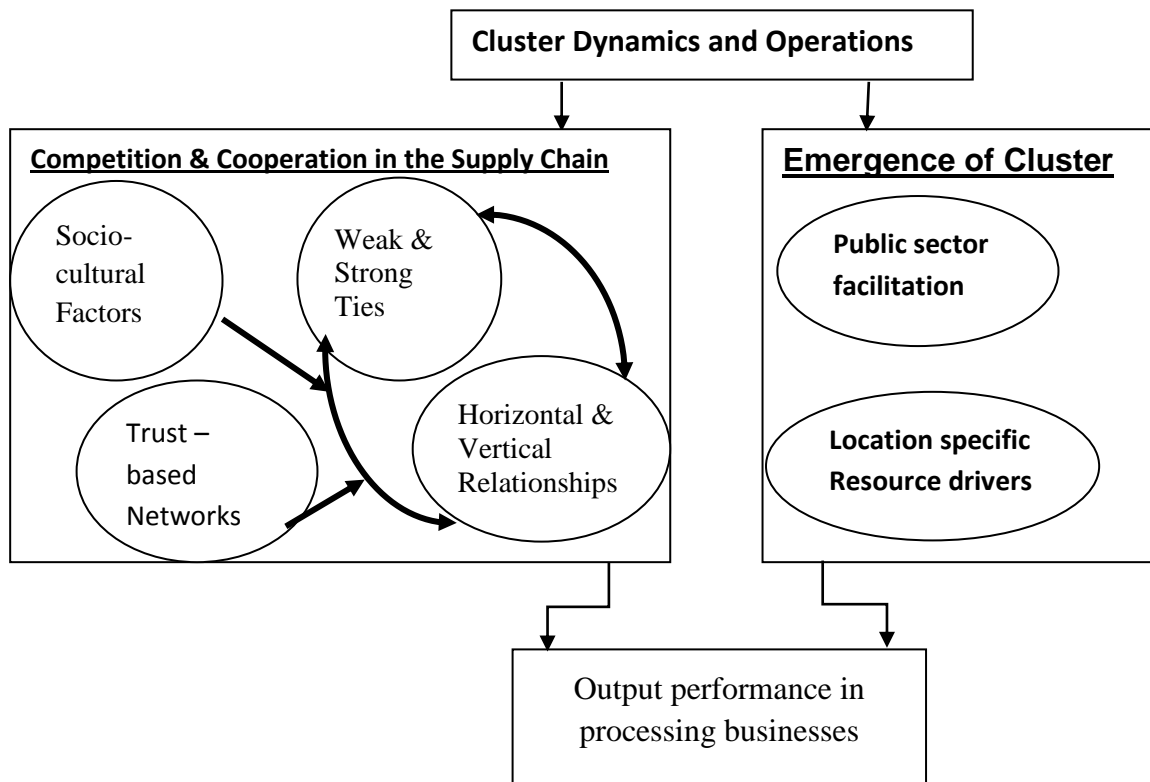 Cluster Dynamics and Operations
Competition & Cooperation in the Supply Chain
Socio-
cultural
Factors
Weak &
Strong
Ties
Trust –
based
Networks
Horizontal &
Vertical
Relationships
Emergence of Cluster
Public sector
facilitation
Location specific
Resource drivers
Output performance in
processing businesses